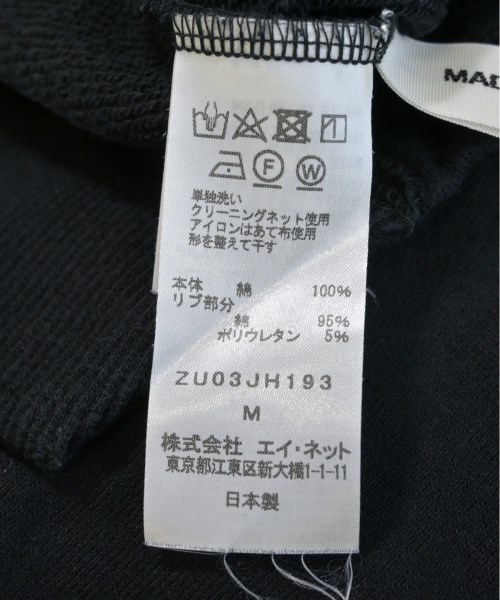 MAD
F W
単独洗い
クリーニングネット使用
アイロンはあて布使用
形を整えて干す
本体 綿 100%
リブ部分
綿 95%
ポリウレタン 5%
ZU03JH193
M
株式会社 エイ・ネット
東京都江東区新大橋1-1-11
日本製